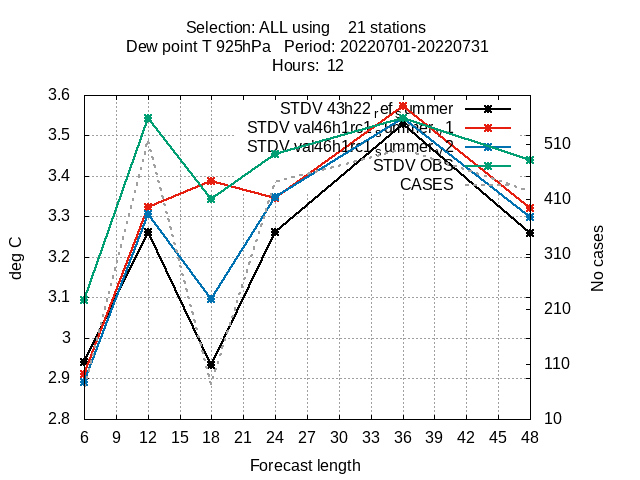 Selection: ALL using 21 stations
Dew point T 925hPa Period: 20220701-20220731
Hours: 12
3.6
3.5
3.4
3.3
3.2
3.1
3
2.9
2.8
deg C
STDV 43h22_ref_summer
STDV val46h1rc1_summer_v1
STDV val46h1rc1_summer_v2
STDV OBS
CASES
510
410
310
210
110
10
No cases
6 9 12 15 18 21 24 27 30 33 36 39 42 45 48
Forecast length